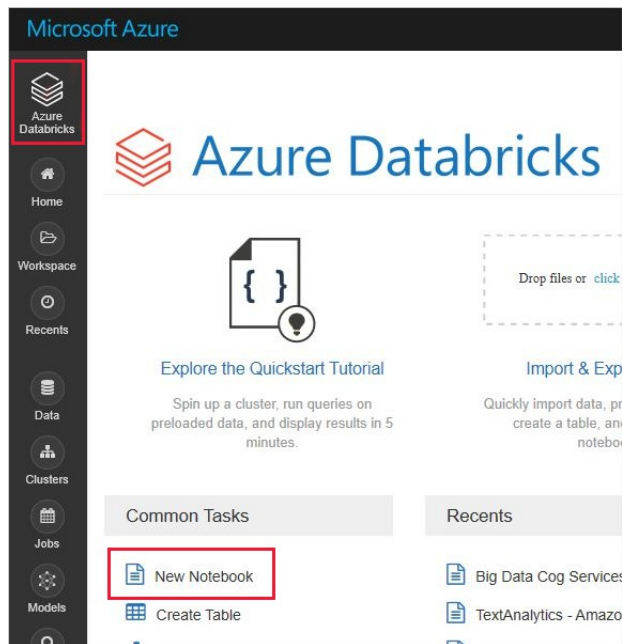 Microsoft Azure
Azure
Databricks
Home
Workspace
Recents
Data
Clusters
Jobs
Models
Azure Databricks
{ }
Explore the Quickstart Tutorial
Spin up a cluster, run queries on
preloaded data, and display results in 5
minutes.
Drop files or click
Import & Exp
Quickly import data, pr
create a table, an
notebo
Common Tasks
New Notebook
Create Table
Recents
Big Data Cog Services
TextAnalytics - Amazo